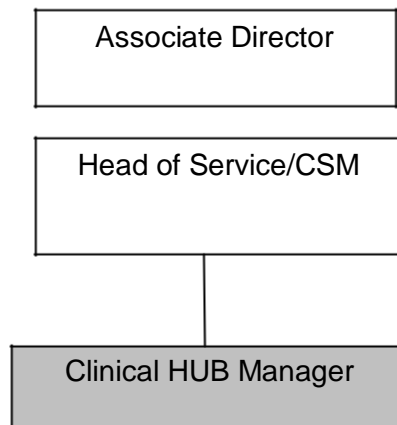 Associate Director
Head of Service/CSM
Clinical HUB Manager